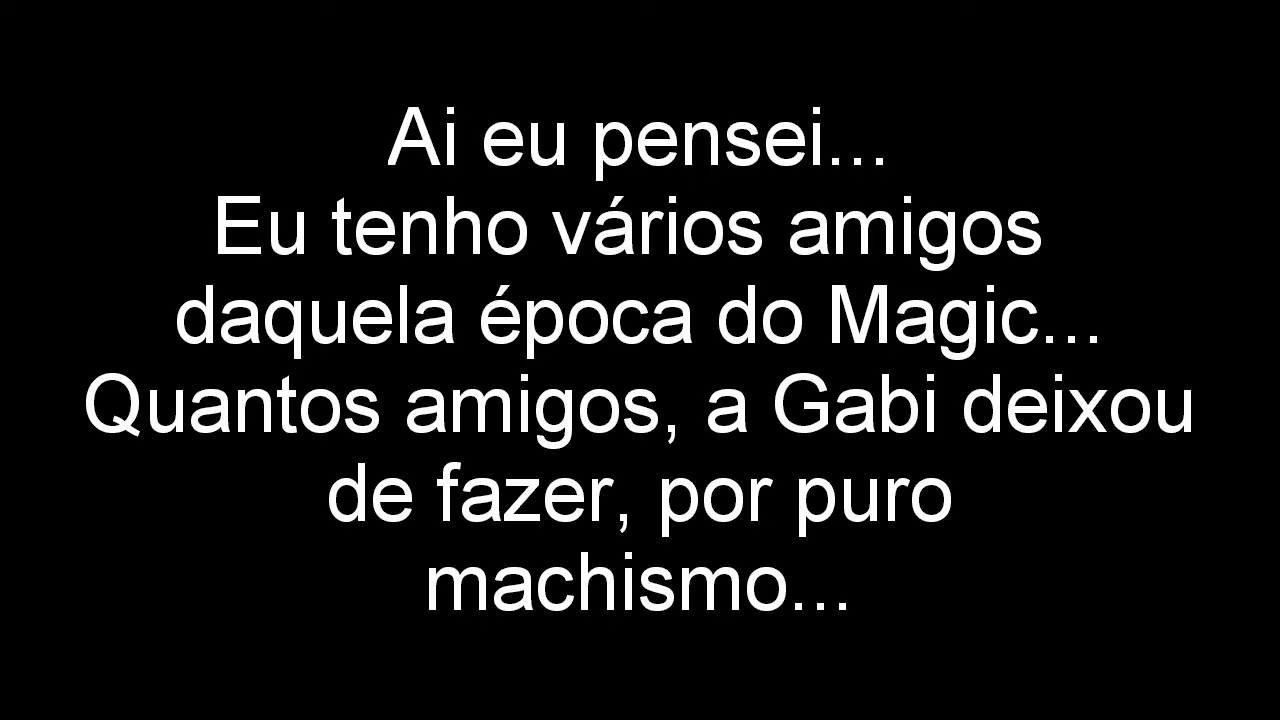 Ai eu pensei...
Eu tenho vários amigos
daquela época do Magic...
Quantos amigos, a Gabi deixou
de fazer, por puro
machismo...